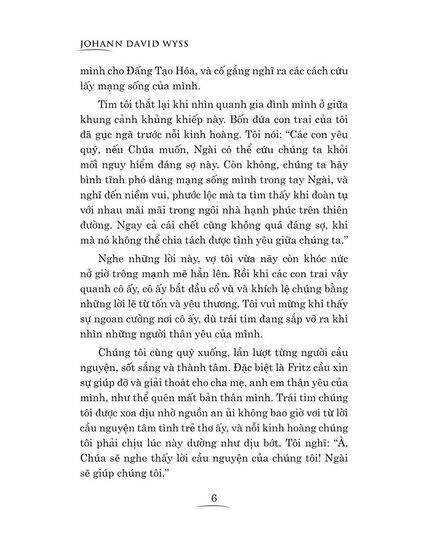 JOHANN DAVID WYSS
mình cho Đấng Tạo Hóa, và cố gắng nghĩ ra các cách cứu
lấy mạng sống của mình.
Tim tôi thắt lại khi nhìn quanh gia đình mình ở giữa
khung cảnh khủng khiếp này. Bốn đứa con trai của tôi
đã gục ngã trước nỗi kinh hoàng. Tôi nói: “Các con yêu
quý, nếu Chúa muốn, Ngài có thể cứu chúng ta khỏi
mối nguy hiểm đáng sợ này. Còn không, chúng ta hãy
bình tĩnh phó dâng mạng sống mình trong tay Ngài, và
nghĩ đến niềm vui, phước lộc mà ta tìm thấy khi đoàn tụ
với nhau mãi mãi trong ngôi nhà hạnh phúc trên thiên
đường. Ngay cả cái chết cũng không quá đáng sợ, khi
mà nó không thể chia tách được tình yêu giữa chúng ta.”
Nghe những lời này, vợ tôi vừa nãy còn khóc nức
nở giờ trông mạnh mẽ hẳn lên. Rồi khi các con trai vây
quanh cô ấy, cô ấy bắt đầu cổ vũ và khích lệ chúng bằng
những lời lẽ từ tốn và yêu thương. Tôi vui mừng khi thấy
sự ngoan cường nơi cô ấy, dù trái tim đang sắp vỡ ra khi
nhìn những người thân yêu của mình.
Chúng tôi cùng quỳ xuống, lần lượt từng người cầu
nguyện, sốt sắng và thành tâm. Đặc biệt là Fritz cầu xin
sự giúp đỡ và giải thoát cho cha mẹ, anh em thân yêu của
mình, như thể quên mất bản thân mình. Trái tim chúng
tôi được xoa dịu nhờ nguồn an ủi không bao giờ vơi từ lời
cầu nguyện tâm tình trẻ thơ ấy, và nỗi kinh hoàng chúng
tôi phải chịu lúc này dường như dịu bớt. Tôi nghĩ: “À,
Chúa sẽ nghe thấy lời cầu nguyện của chúng tôi! Ngài
sẽ giúp chúng tôi.”
6